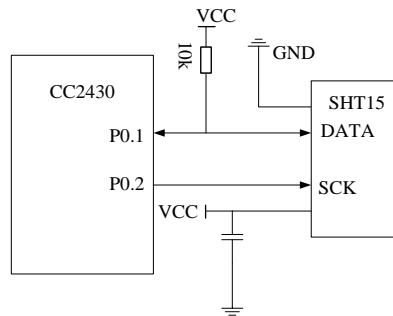 VCC
10k
GND
CC2430
SHT15
P0.1
DATA
P0.2
SCK
VCC